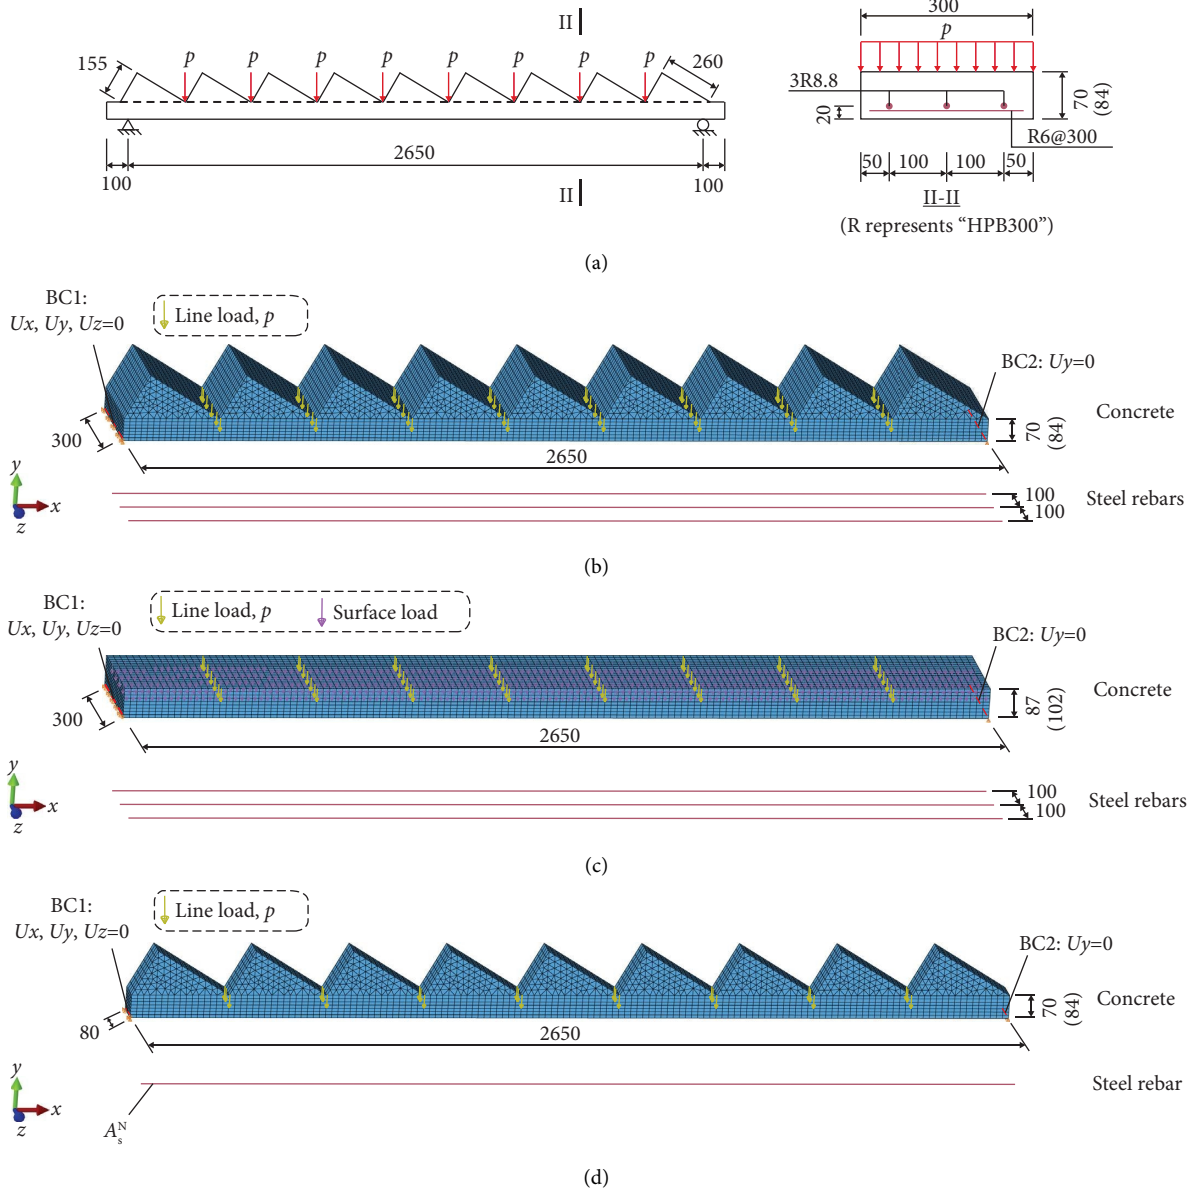 II
155
p p p p p p p p
260
2650
100
100
II
300
p
3R8.8
20
70
(84)
R6@300
50 100 100 50
II-II
(R represents “HPB300”)
(a)
BC1:
Ux, Uy, Uz=0
Line load, p
BC2: Uy=0
300
70
(84)
Concrete
2650
y
x
z
100
100
Steel rebars
(b)
BC1:
Ux, Uy, Uz=0
Line load, p
Surface load
BC2: Uy=0
300
87
(102)
Concrete
2650
y
x
z
100
100
Steel rebars
(c)
BC1:
Ux, Uy, Uz=0
Line load, p
BC2: Uy=0
80
70
(84)
Concrete
2650
y
x
z
Steel rebar
A_s^N
(d)